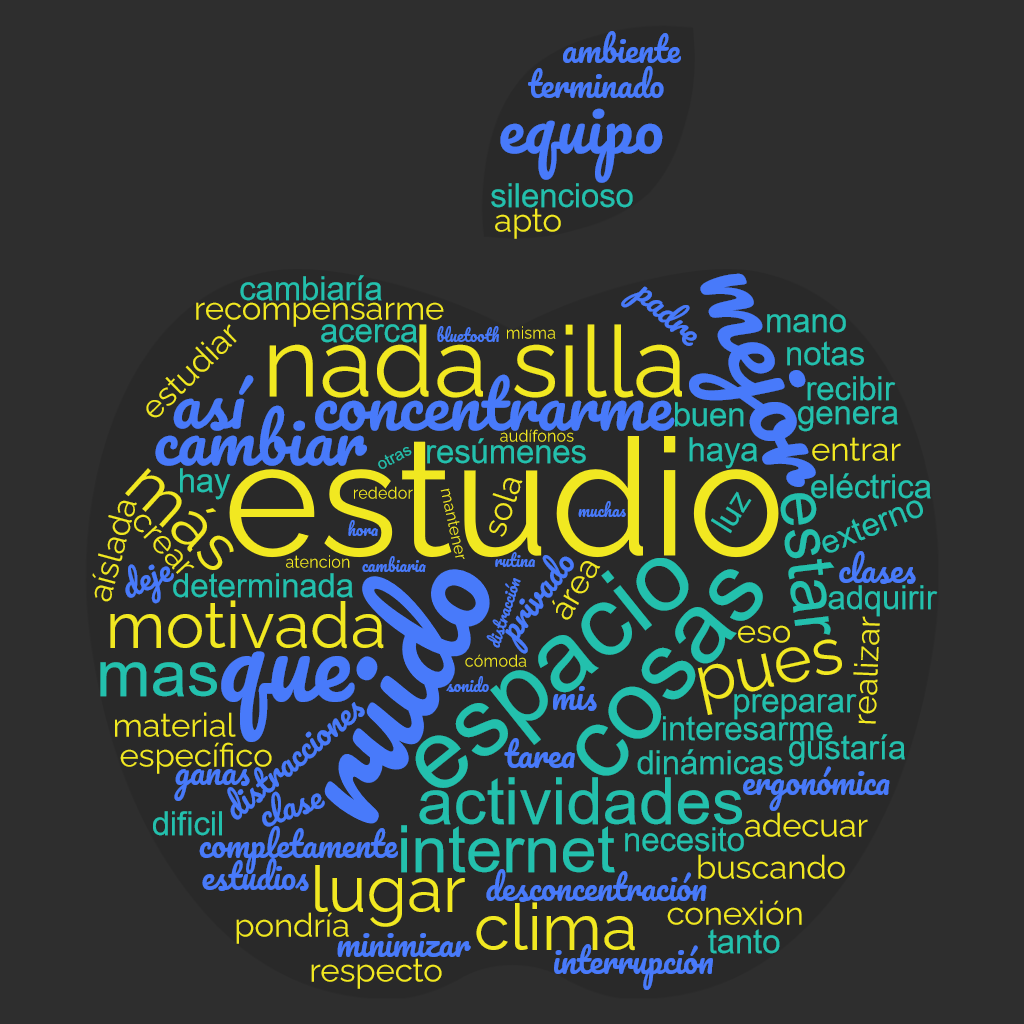 ambiente
terminado
equipo
silencioso
apto
cambiaría
recompensarme
acerca
bluetooth
misma
padre
mejor
mano
estudiar
nada
silla
notas
recibir
así
concentrarme
buen
genera
cambiar
audífonos
resúmenes
otras
haya
entrar
más
hay
estudio
rededor
mantener
sola
muchas
luz
estar
eléctrica
externo
aíslada
crear
hora
atencion
cambiaria
rutina
deje
determinada
ruido
distracción
privado
área
espacio
cosas
clases
adquirir
motivada
eso
pues
realizar
mas
que
cómoda
sonido
mis
preparar
material
específico
distracciones
interesarme
gustaría
ganas
clase
tarea
dinámicas
ergonómica
dificil
actividades
completamente
internet
necesito
adecuar
estudios
lugar
desconcentración
buscando
pondría
clima
conexión
minimizar
tanto
respecto
interrupción